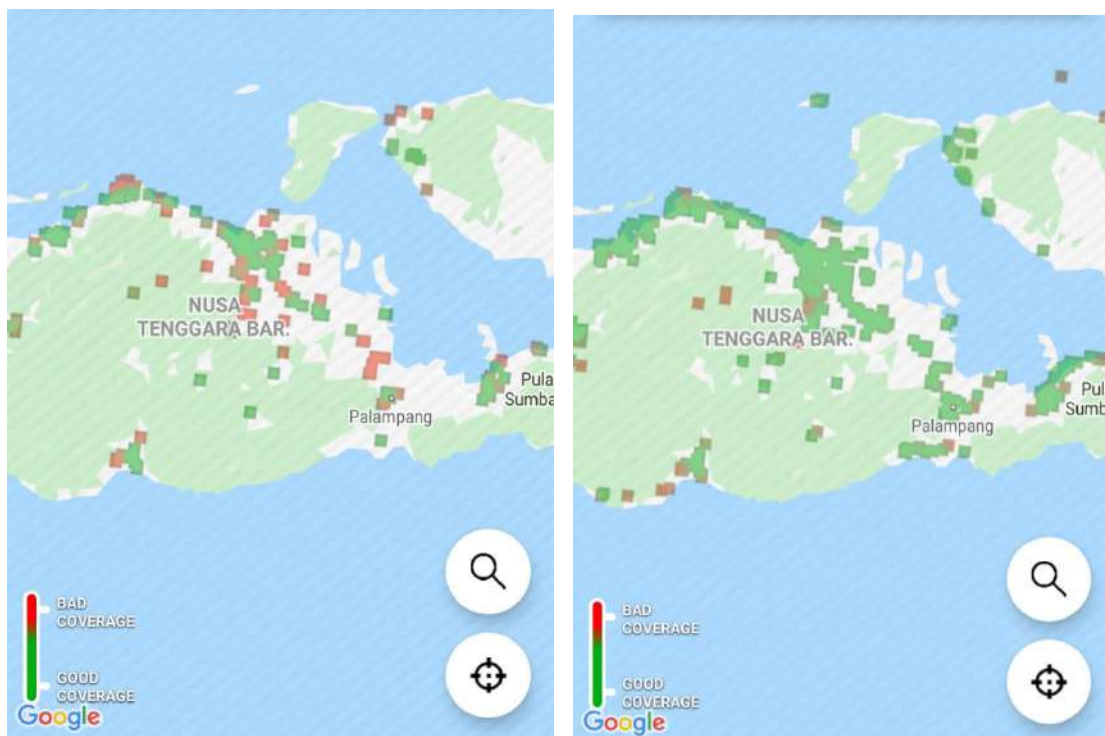 NUSA
TENGGARA BAR.
Pula
Sumba
Palampang
BAD
COVERAGE
GOOD
COVERAGE
Google
NUSA
TENGGARA BAR.
Pul
Sumb
Palampang
BAD
COVERAGE
GOOD
COVERAGE
Google